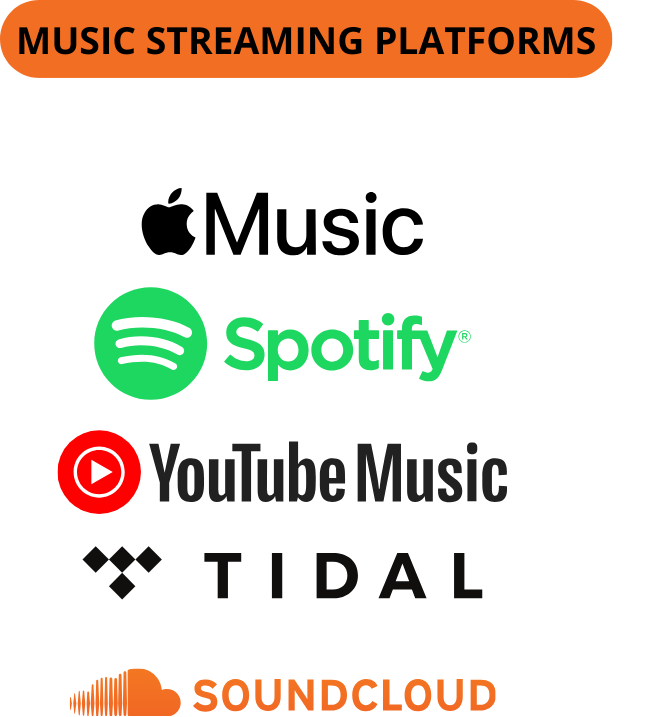 MUSIC STREAMING PLATFORMS
Music
Spotify®
YouTube Music
TIDAL
SOUNDCLOUD